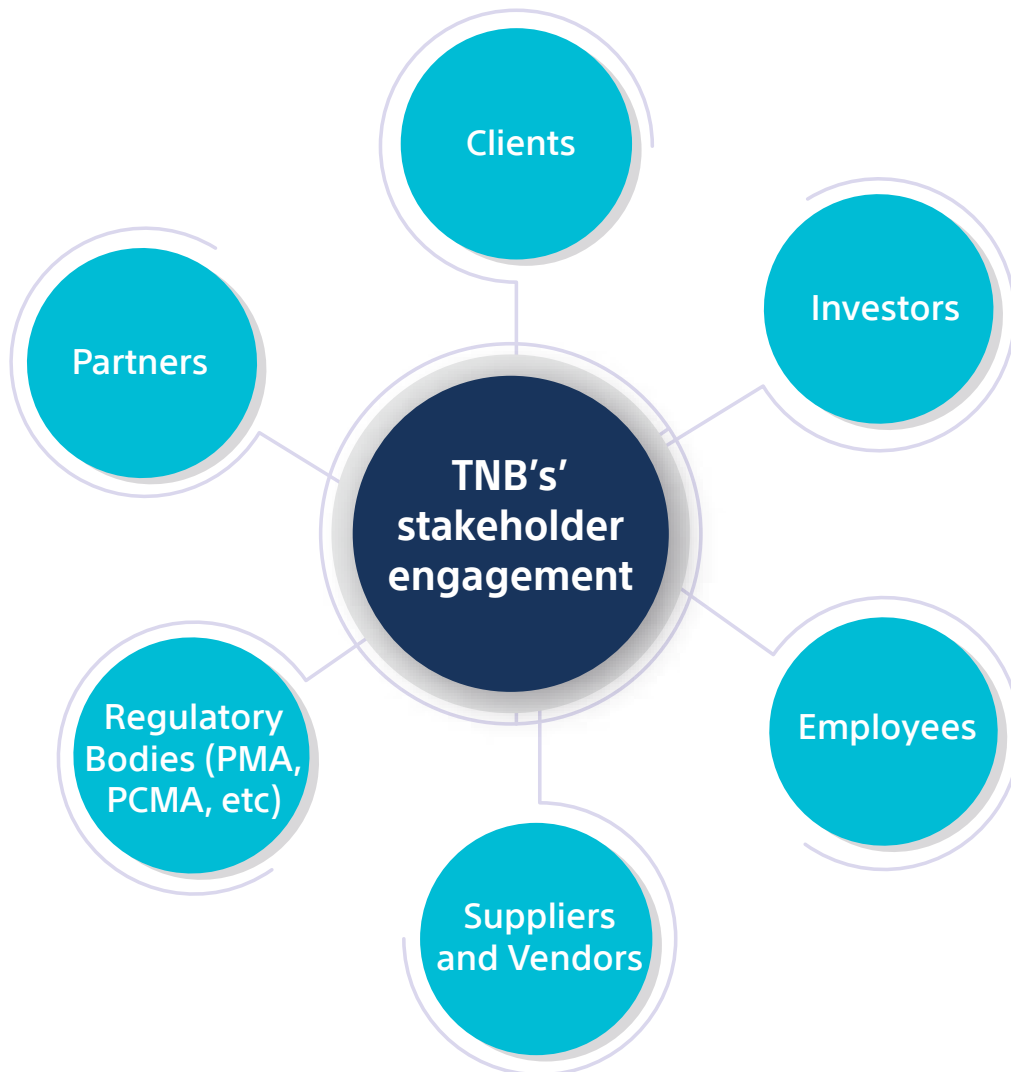 Clients
Investors
Partners
TNB’s’
stakeholder
engagement
Regulatory
Bodies (PMA,
PCMA, etc)
Employees
Suppliers
and Vendors